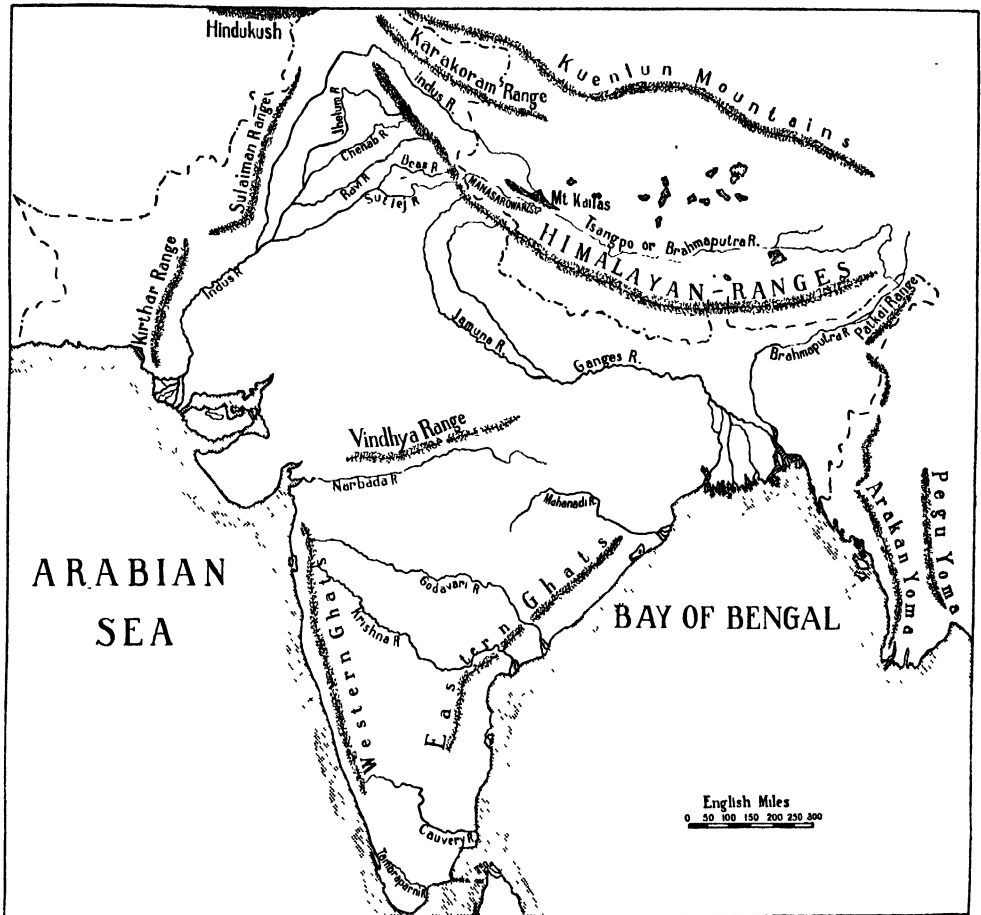 Hindukush
Karakoram Range
Kuenlun Mountains
Indus R.
Sulaiman Range
Jhelum R
Chenab R
Ravi R
Beas R
Sutlej R
MANASAROWAR
Mt Kailas
Tsangpo or Brahmaputra R.
HIMALAYAN-RANGES
Kirthar Range
Indus R
Jamuna R.
Ganges R.
Brahmaputra R
Patkai Range
Vindhya Range
Narbada R
Mahanadi R.
Arakan Yoma
Pegu Yoma
ARABIAN
SEA
Godavari R
Krishna R
Western Ghats
Eastern Ghats
BAY OF BENGAL
Cauvery R.
Tamraparni R.
English Miles
0 50 100 150 200 250 300